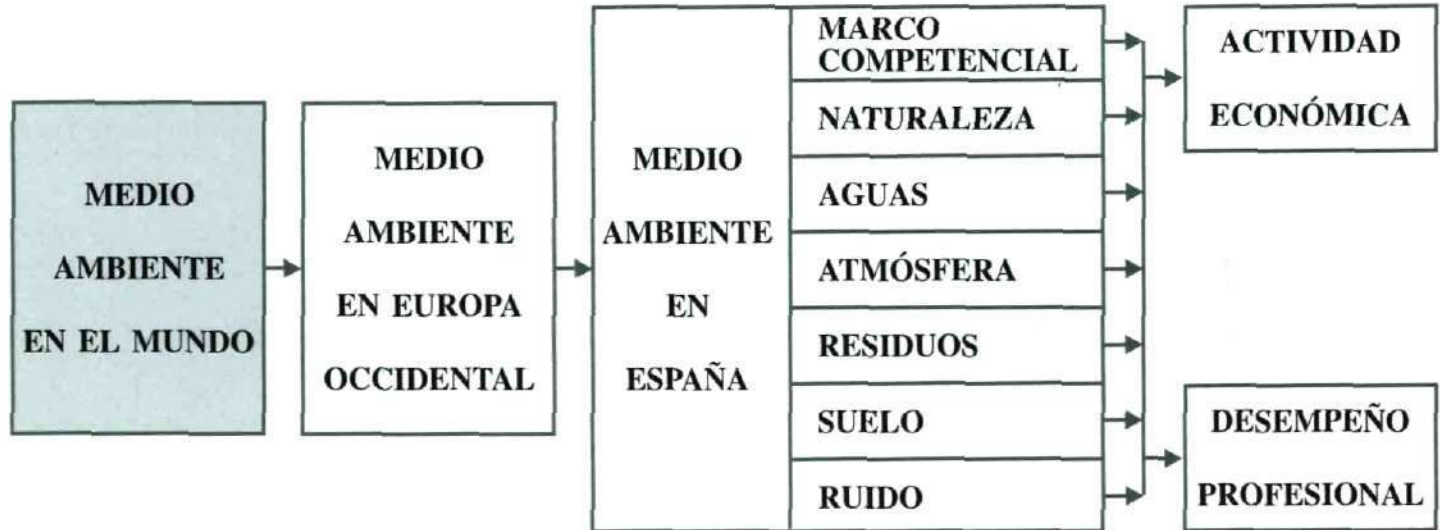 MEDIO
AMBIENTE
EN EL MUNDO
MEDIO
AMBIENTE
EN EUROPA
OCCIDENTAL
MEDIO
AMBIENTE
EN
ESPAÑA
MARCO
COMPETENCIAL
NATURALEZA
AGUAS
ATMÓSFERA
RESIDUOS
SUELO
RUIDO
ACTIVIDAD
ECONÓMICA
DESEMPEÑO
PROFESIONAL